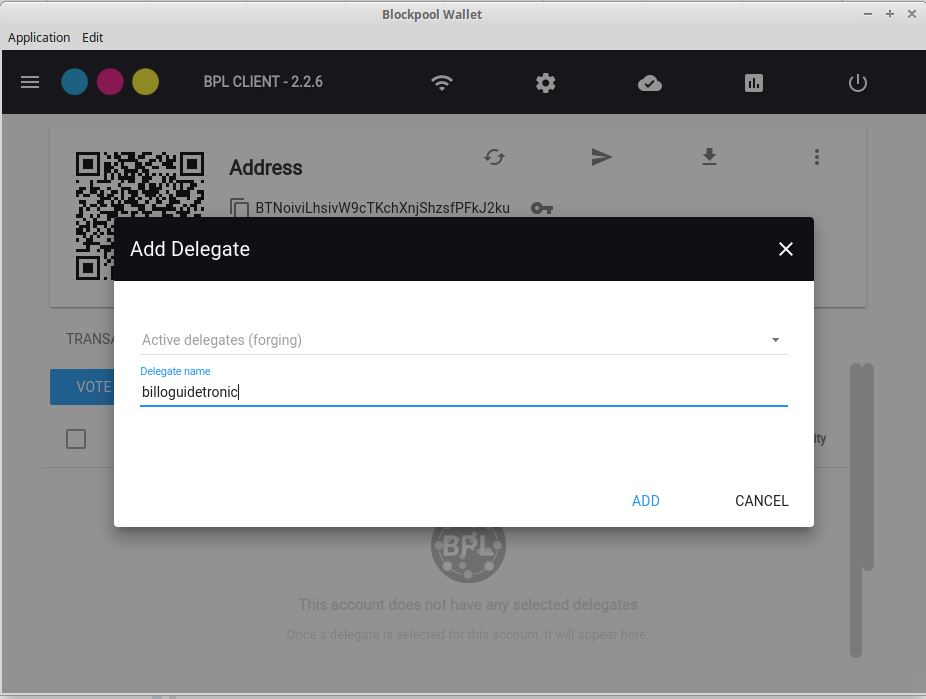 Blockpool Wallet
Application Edit
BPL CLIENT - 2.2.6
Address
BTNoiviLhsivW9cTKchXnjShzsfPFkJ2ku
Add Delegate
TRANSA
Active delegates (forging)
Delegate name
VOTE
billoguidetronic
lty
ADD CANCEL
BPL
This account does not have any selected delegates
Once a delegate is selected for this account, it will appear here.